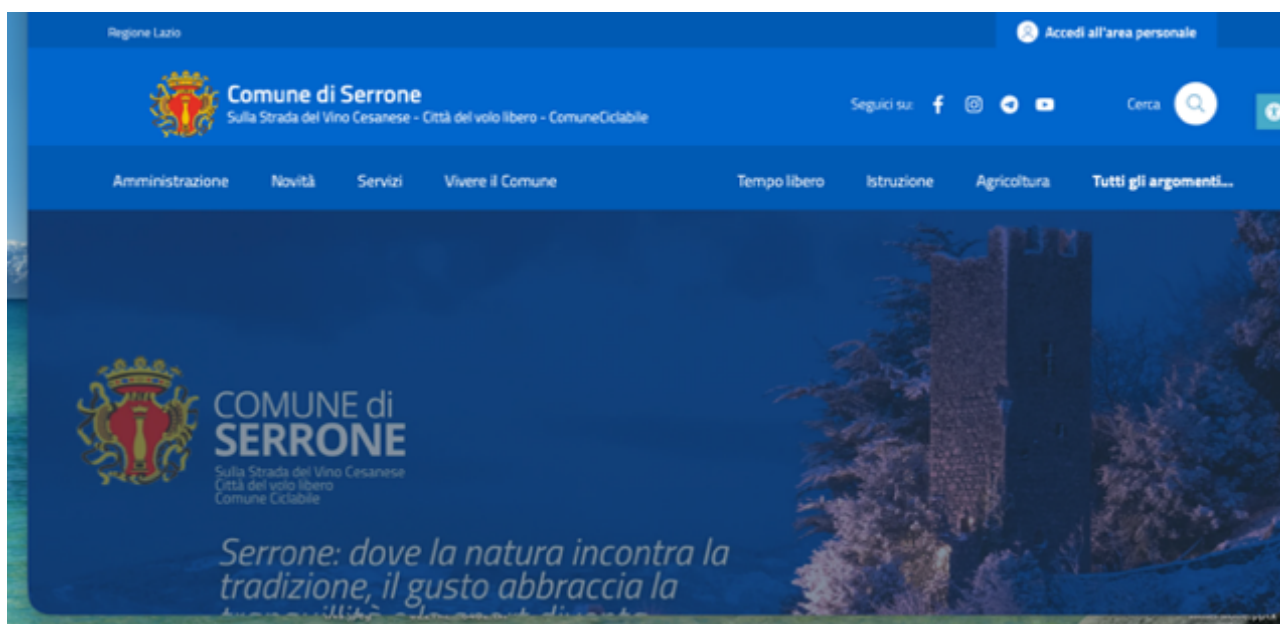 Regione Lazio
Accedi all'area personale
Comune di Serrone
Sulla Strada del Vino Cesanese - Città del volo libero - ComuneCiclabile
Seguici su:
Cerca
Amministrazione Novità Servizi Vivere il Comune Tempo libero Istruzione Agricoltura Tutti gli argomenti...
COMUNE di
SERRONE
Sulla Strada del Vino Cesanese
Città del volo libero
Comune Ciclabile
Serrone: dove la natura incontra la
tradizione, il gusto abbraccia la